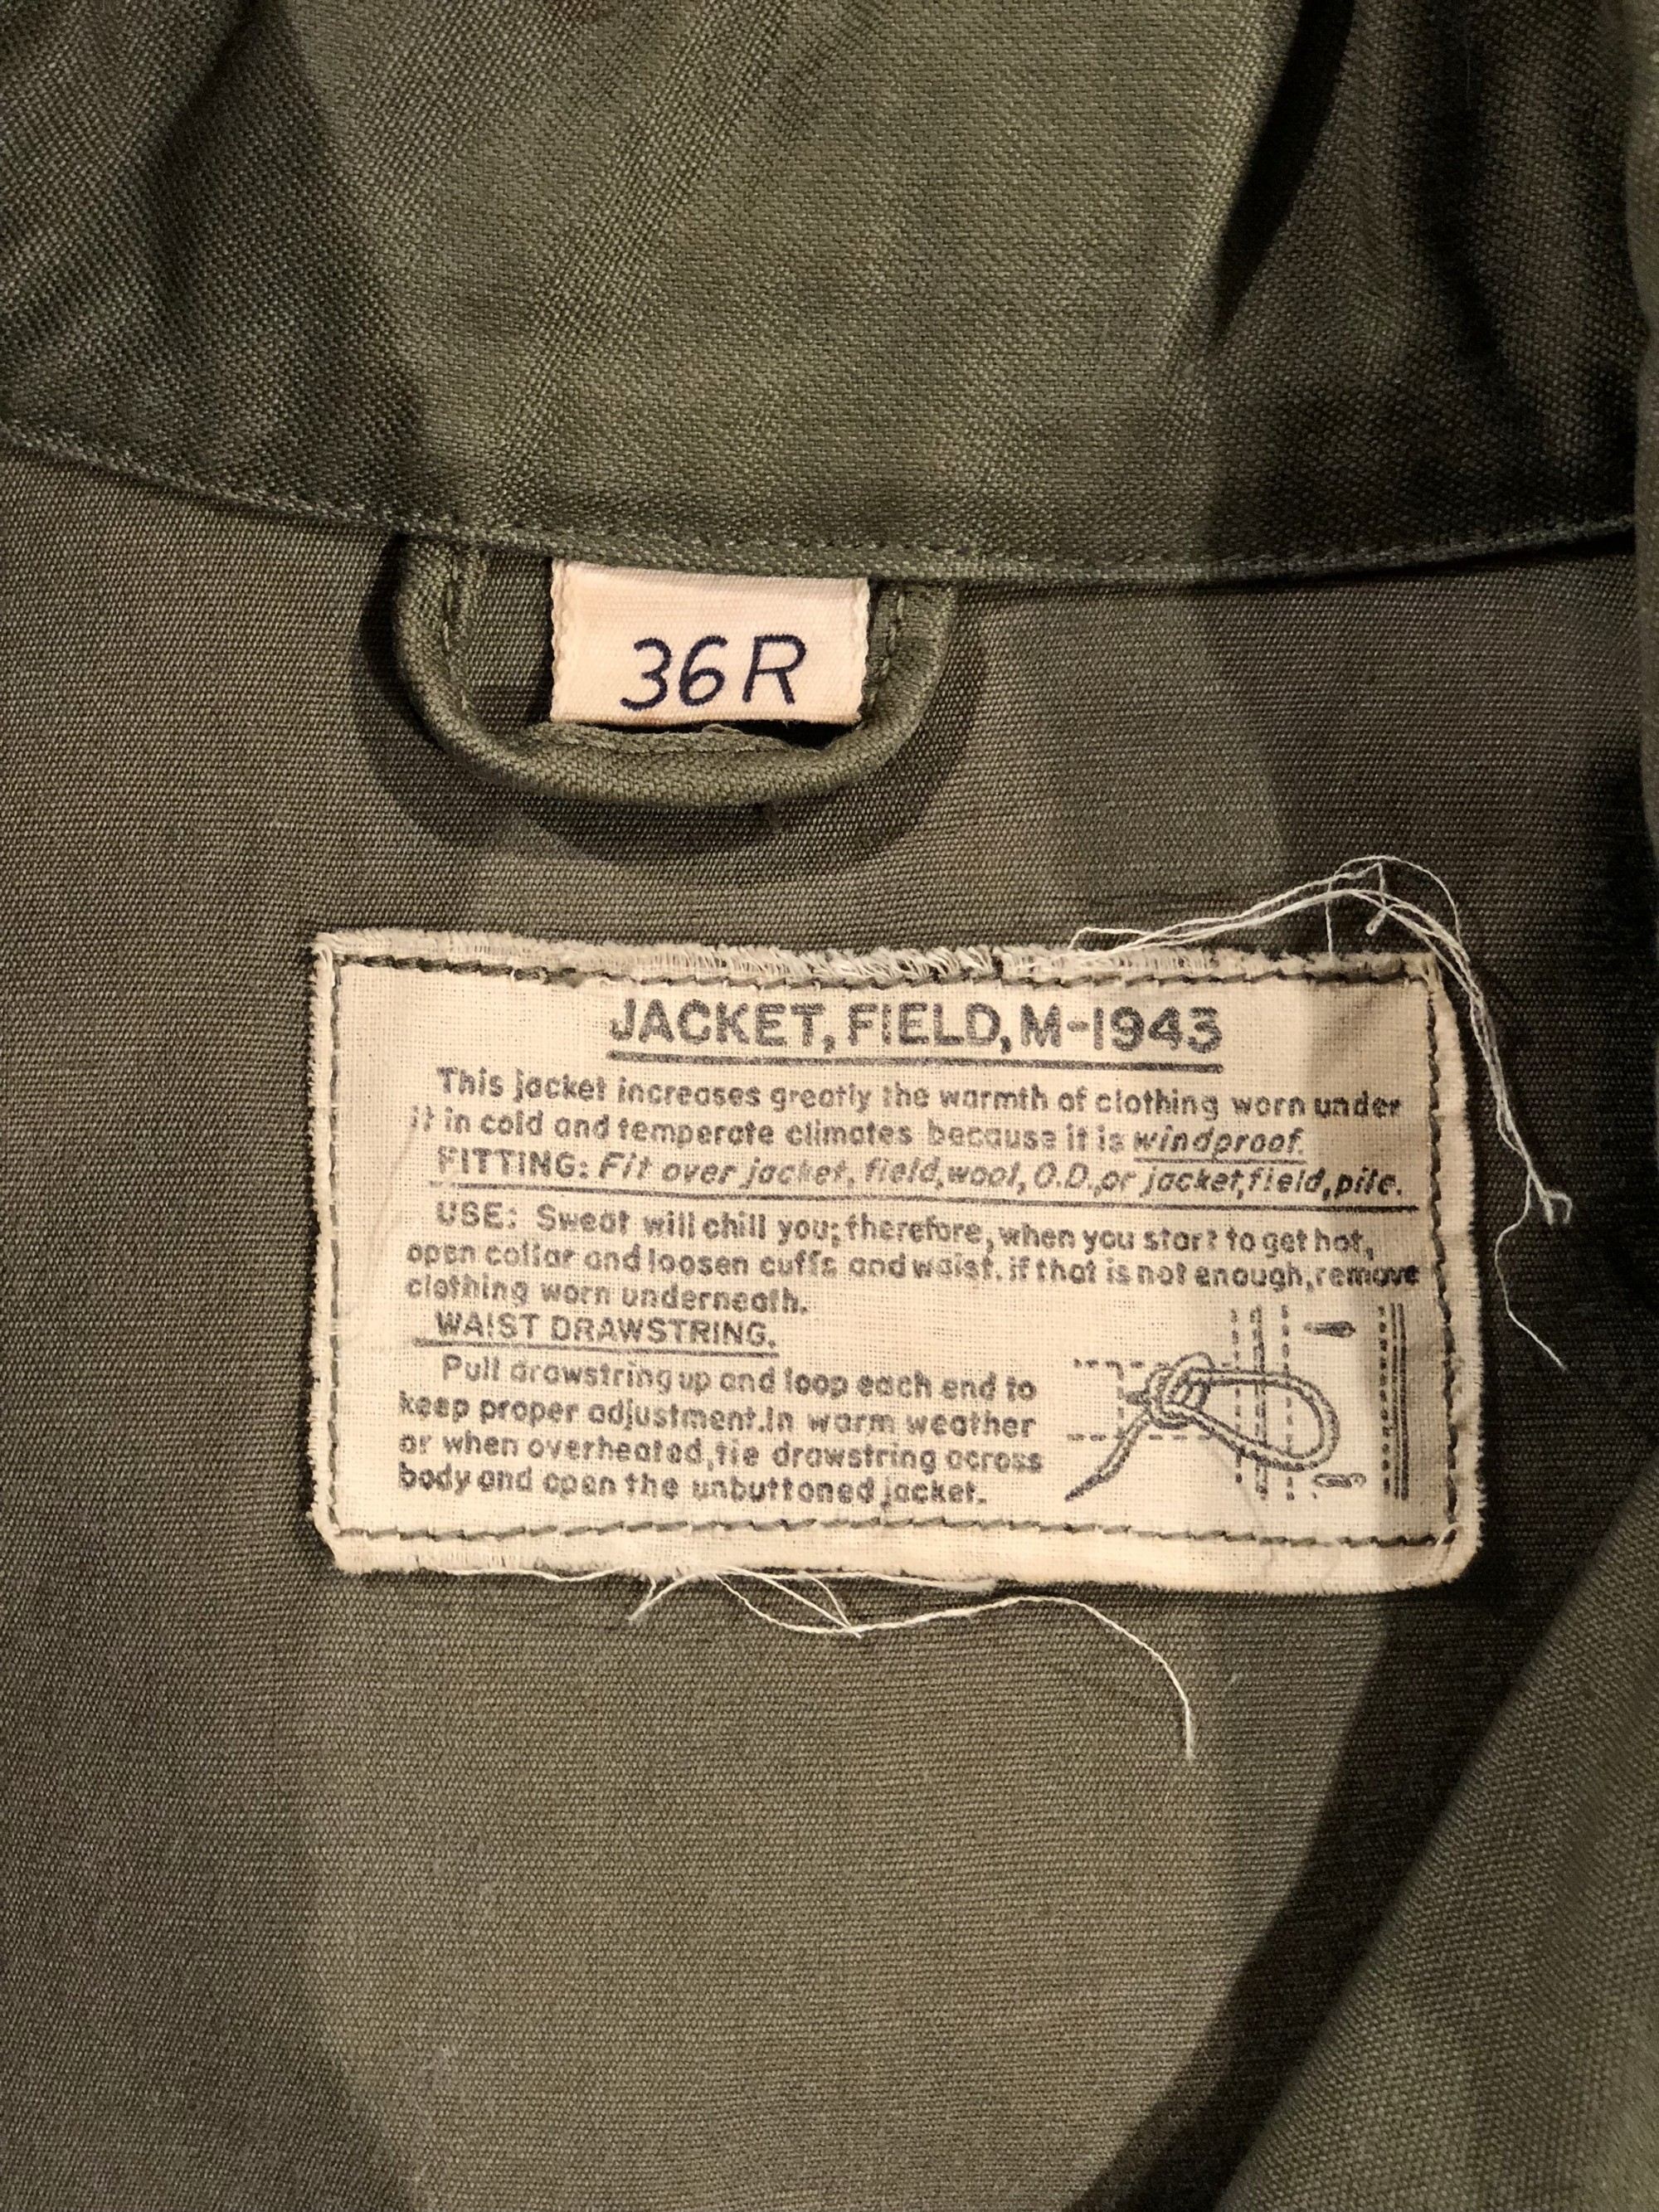 36R
JACKET, FIELD, M-1943
This jacket increases greatly the warmth of clothing worn under
it in cold and temperate climates because it is windproof.
FITTING: Fit over jacket, field, wool, O.D., or jacket, field, pile.
USE: Sweat will chill you; therefore, when you start to get hot,
open collar and loosen cuffs and waist. if that is not enough, remove
clothing worn underneath.
WAIST DRAWSTRING.
Pull drawstring up and loop each end to
keep proper adjustment. In warm weather
or when overheated, tie drawstring across
body and open the unbuttoned jacket.